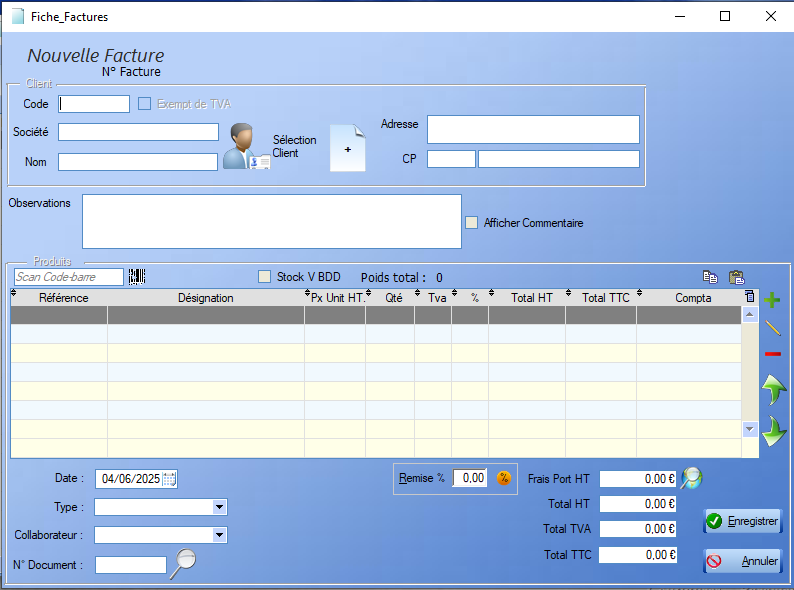 Fiche_Factures
Nouvelle Facture
N° Facture
Client
Code
Exempt de TVA
Société
Nom
Sélection
Client
+
Adresse
CP
Observations
Afficher Commentaire
Produits
Scan Code-barre
Stock V BDD
Poids total : 0
Référence Désignation Px Unit HT. Qté Tva % Total HT Total TTC Compta
Date : 04/06/2025
Type :
Collaborateur :
N° Document :
Remise % 0,00 %
Frais Port HT 0,00 €
Total HT 0,00 €
Total TVA 0,00 €
Total TTC 0,00 €
Enregistrer
Annuler